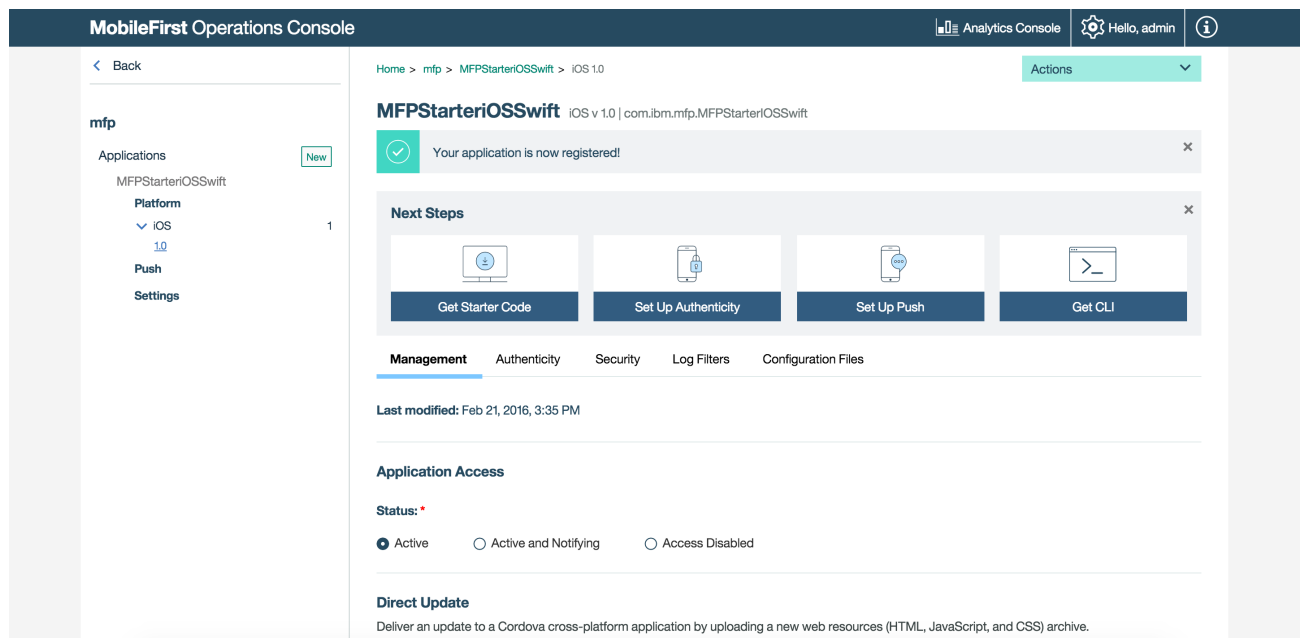 MobileFirst Operations Console
Analytics Console
Hello, admin
Back
mfp
Applications
New
MFPStarteriOSSwift
Platform
iOS
1
1.0
Push
Settings
Home > mfp > MFPStarteriOSSwift > iOS 1.0
Actions
MFPStarteriOSSwift iOS v 1.0 | com.ibm.mfp.MFPStarterIOSSwift
Your application is now registered!
Next Steps
Get Starter Code
Set Up Authenticity
Set Up Push
Get CLI
Management Authenticity Security Log Filters Configuration Files
Last modified: Feb 21, 2016, 3:35 PM
Application Access
Status: *
Active Active and Notifying Access Disabled
Direct Update
Deliver an update to a Cordova cross-platform application by uploading a new web resources (HTML, JavaScript, and CSS) archive.